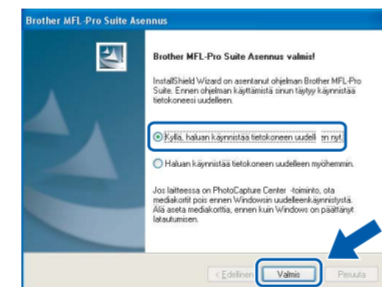 Brother MFL-Pro Suite Asennus
Brother MFL-Pro Suite Asennus valmis!
InstallShield Wizard on asentanut ohjelman Brother MFL-Pro
Suite. Ennen ohjelman käyttämistä sinun täytyy käynnistää
tietokoneesi uudelleen.
Kyllä, haluan käynnistää tietokoneen uudell en nyt.
Haluan käynnistää tietokoneen uudelleen myöhemmin.
Jos laitteessa on PhotoCapture Center -toiminto, ota
mediakortit pois ennen Windowsin uudelleenkäynnistystä.
Älä aseta mediakorttia, ennen kuin Windows on päättänyt
latautumisen.
< Edellinen Valmis Peruuta